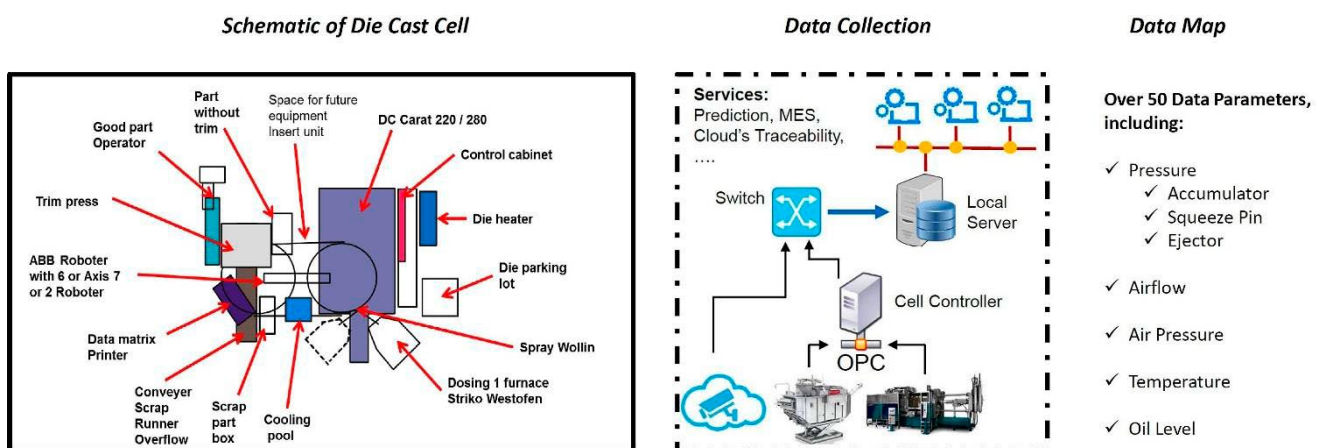 Schematic of Die Cast Cell
Data Collection
Data Map
Part
without
trim
Space for future
equipment
Insert unit
DC Carat 220 / 280
Good part
Operator
Control cabinet
Trim press
Die heater
ABB Roboter
with 6 or Axis 7
or 2 Roboter
Die parking
lot
Data matrix
Printer
Spray Wollin
Conveyer
Scrap
Runner
Overflow
Scrap
part
box
Cooling
pool
Dosing 1 furnace
Striko Westofen
Services:
Prediction, MES,
Cloud's Traceability,
....
Switch
Local
Server
Cell Controller
OPC
Over 50 Data Parameters,
including:
✓ Pressure
✓ Accumulator
✓ Squeeze Pin
✓ Ejector
✓ Airflow
✓ Air Pressure
✓ Temperature
✓ Oil Level